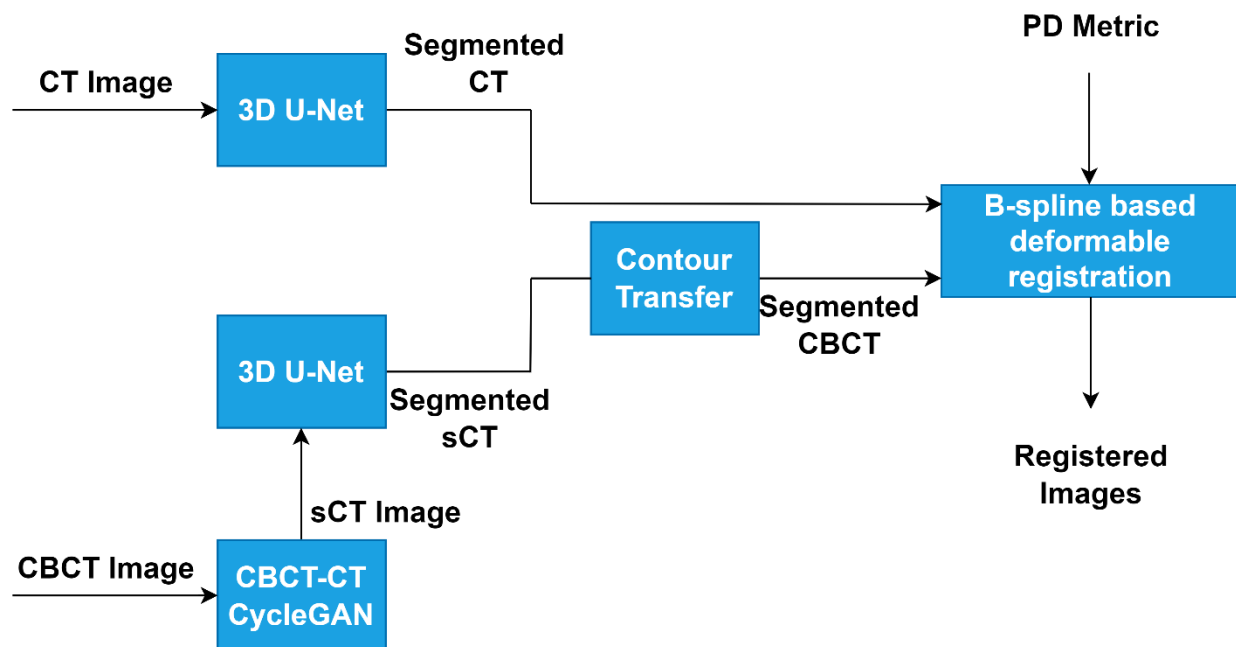 PD Metric
Segmented
CT
CT Image
3D U-Net
B-spline based
deformable
registration
Contour
Transfer
Segmented
CBCT
3D U-Net
Segmented
sCT
Registered
Images
sCT Image
CBCT Image
CBCT-CT
CycleGAN